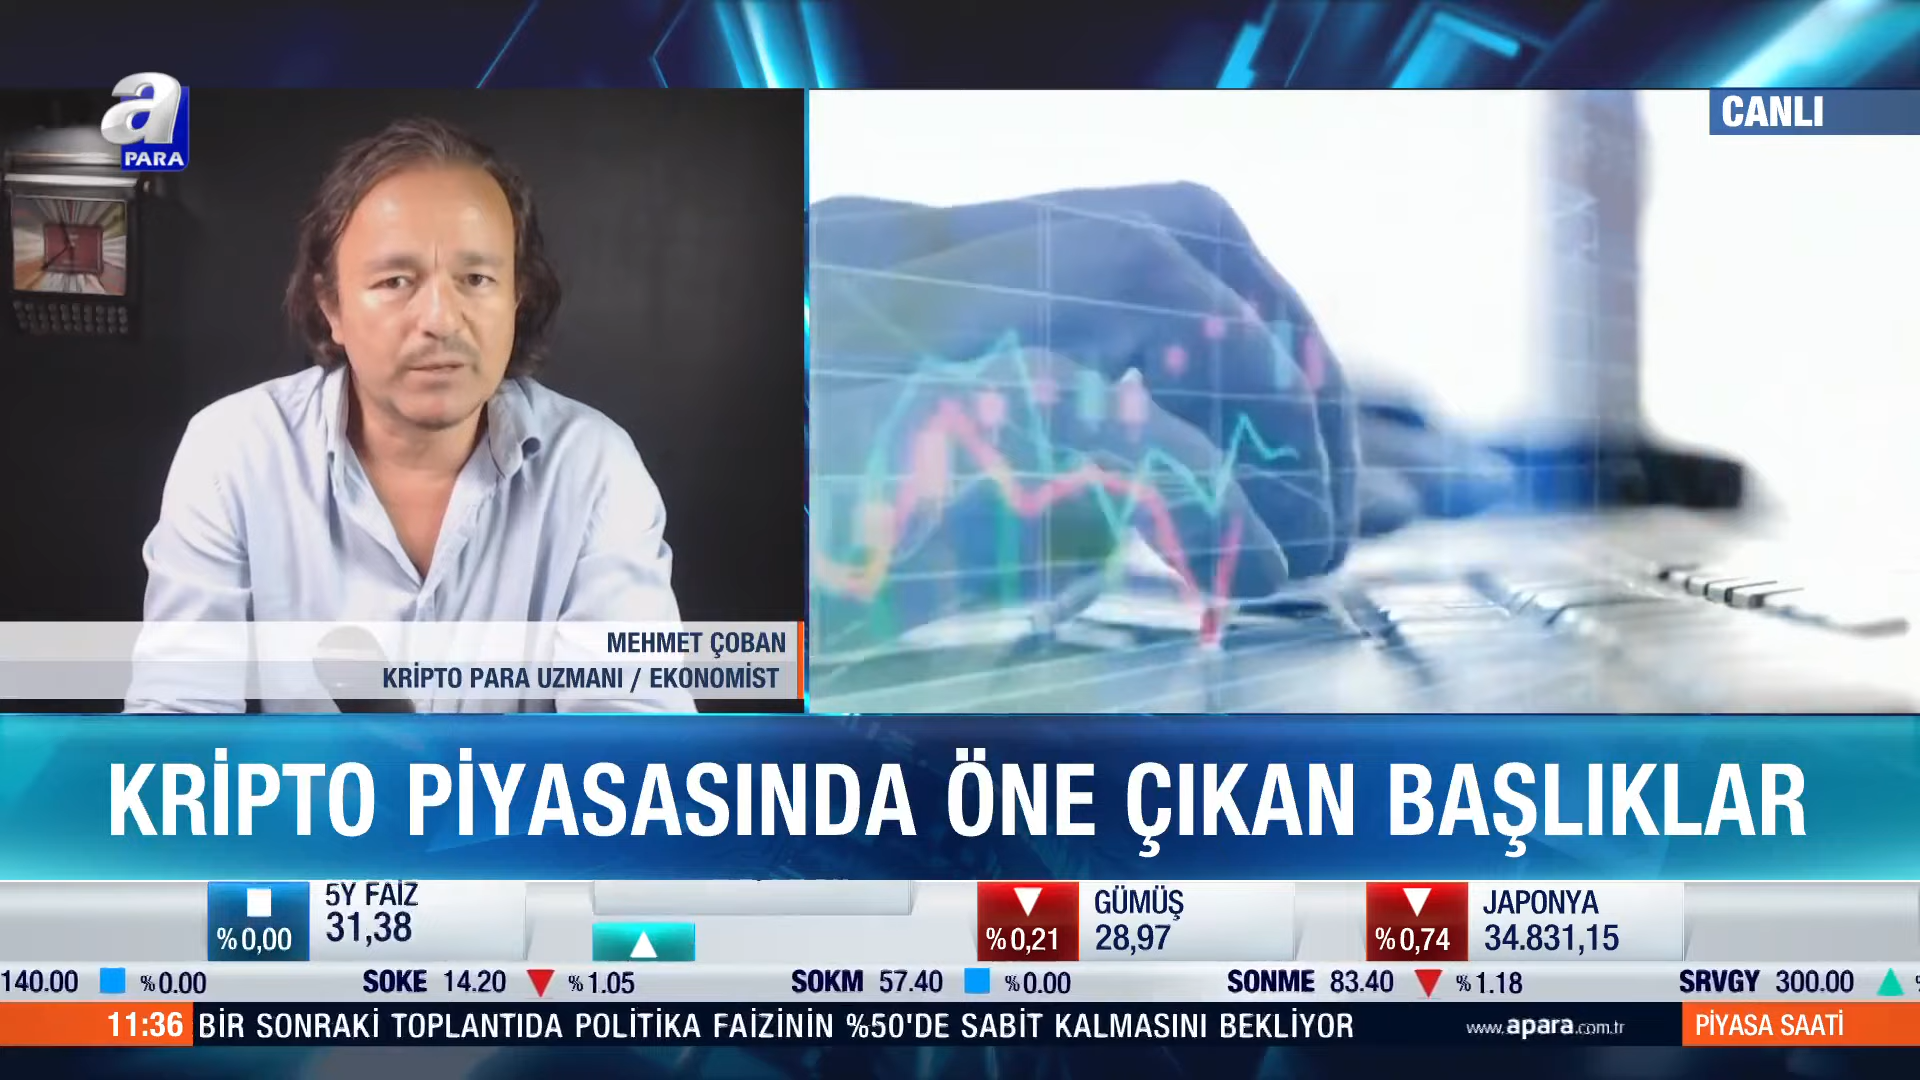 a
PARA
CANLI
MEHMET ÇOBAN
KRİPTO PARA UZMANI / EKONOMİST
KRİPTO PİYASASINDA ÖNE ÇIKAN BAŞLIKLAR
%0,00 5Y FAİZ 31,38
%0,21 GÜMÜŞ 28,97
%0,74 JAPONYA 34.831,15
140.00 %0.00 SOKE 14.20 %1.05 SOKM 57.40 %0.00 SONME 83.40 %1.18 SRVGY 300.00
11:36 BİR SONRAKİ TOPLANTIDA POLİTİKA FAİZİNİN %50'DE SABİT KALMASINI BEKLİYOR www.apara.com.tr PİYASA SAATİ